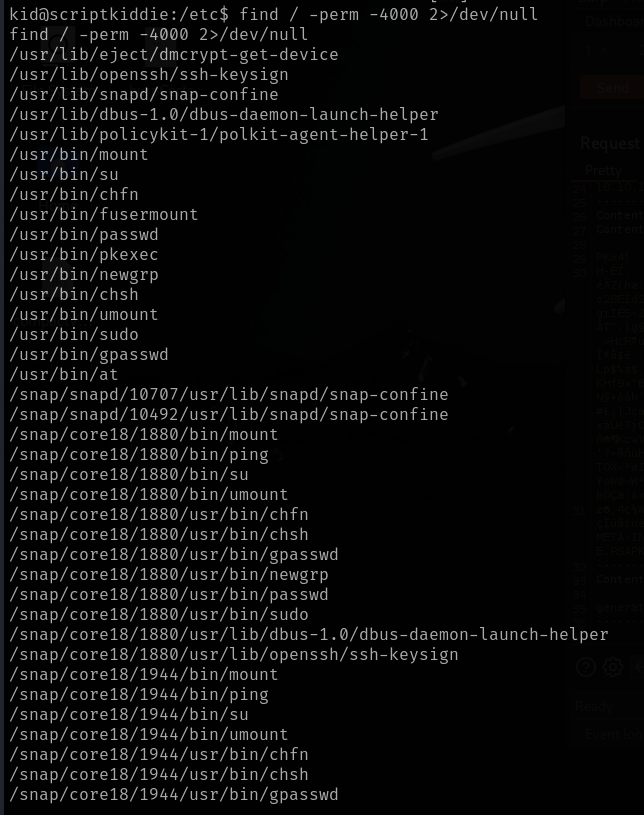 kid@scriptkiddie:/etc$ find / -perm -4000 2>/dev/null
find / -perm -4000 2>/dev/null
/usr/lib/eject/dmcrypt-get-device
/usr/lib/openssh/ssh-keysign
/usr/lib/snapd/snap-confine
/usr/lib/dbus-1.0/dbus-daemon-launch-helper
/usr/lib/policykit-1/polkit-agent-helper-1
/usr/bin/mount
/usr/bin/su
/usr/bin/chfn
/usr/bin/fusermount
/usr/bin/passwd
/usr/bin/pkexec
/usr/bin/newgrp
/usr/bin/chsh
/usr/bin/umount
/usr/bin/sudo
/usr/bin/gpasswd
/usr/bin/at
/snap/snapd/10707/usr/lib/snapd/snap-confine
/snap/snapd/10492/usr/lib/snapd/snap-confine
/snap/core18/1880/bin/mount
/snap/core18/1880/bin/ping
/snap/core18/1880/bin/su
/snap/core18/1880/bin/umount
/snap/core18/1880/usr/bin/chfn
/snap/core18/1880/usr/bin/chsh
/snap/core18/1880/usr/bin/gpasswd
/snap/core18/1880/usr/bin/newgrp
/snap/core18/1880/usr/bin/passwd
/snap/core18/1880/usr/bin/sudo
/snap/core18/1880/usr/lib/dbus-1.0/dbus-daemon-launch-helper
/snap/core18/1880/usr/lib/openssh/ssh-keysign
/snap/core18/1944/bin/mount
/snap/core18/1944/bin/ping
/snap/core18/1944/bin/su
/snap/core18/1944/bin/umount
/snap/core18/1944/usr/bin/chfn
/snap/core18/1944/usr/bin/chsh
/snap/core18/1944/usr/bin/gpasswd
Dashboa
Send
Request
Pretty
Ready
Event lo